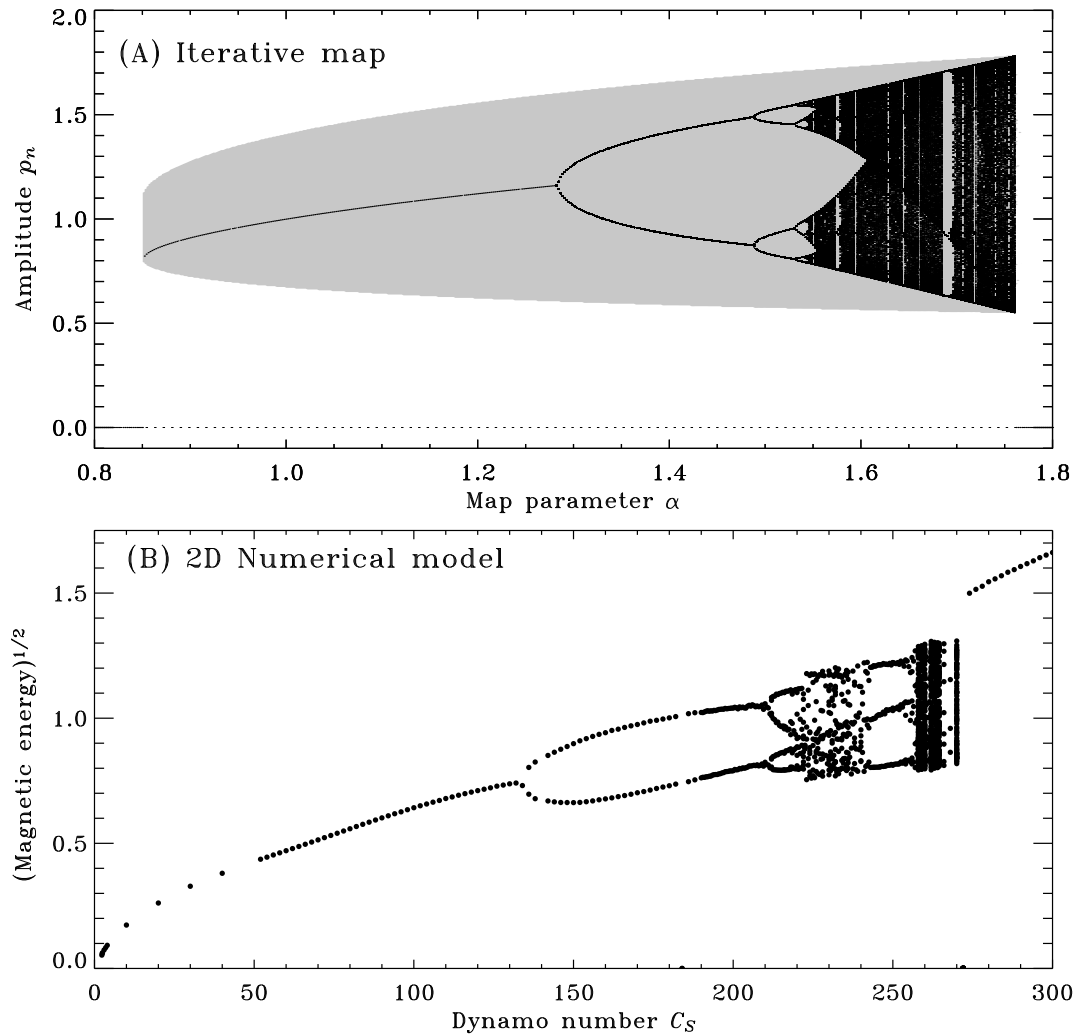 2.0
(A) Iterative map
1.5
1.0
0.5
0.0
Amplitude pₙ
0.8 1.0 1.2 1.4 1.6 1.8
Map parameter α
(B) 2D Numerical model
1.5
1.0
0.5
0.0
(Magnetic energy)^1/2
0 50 100 150 200 250 300
Dynamo number C_S